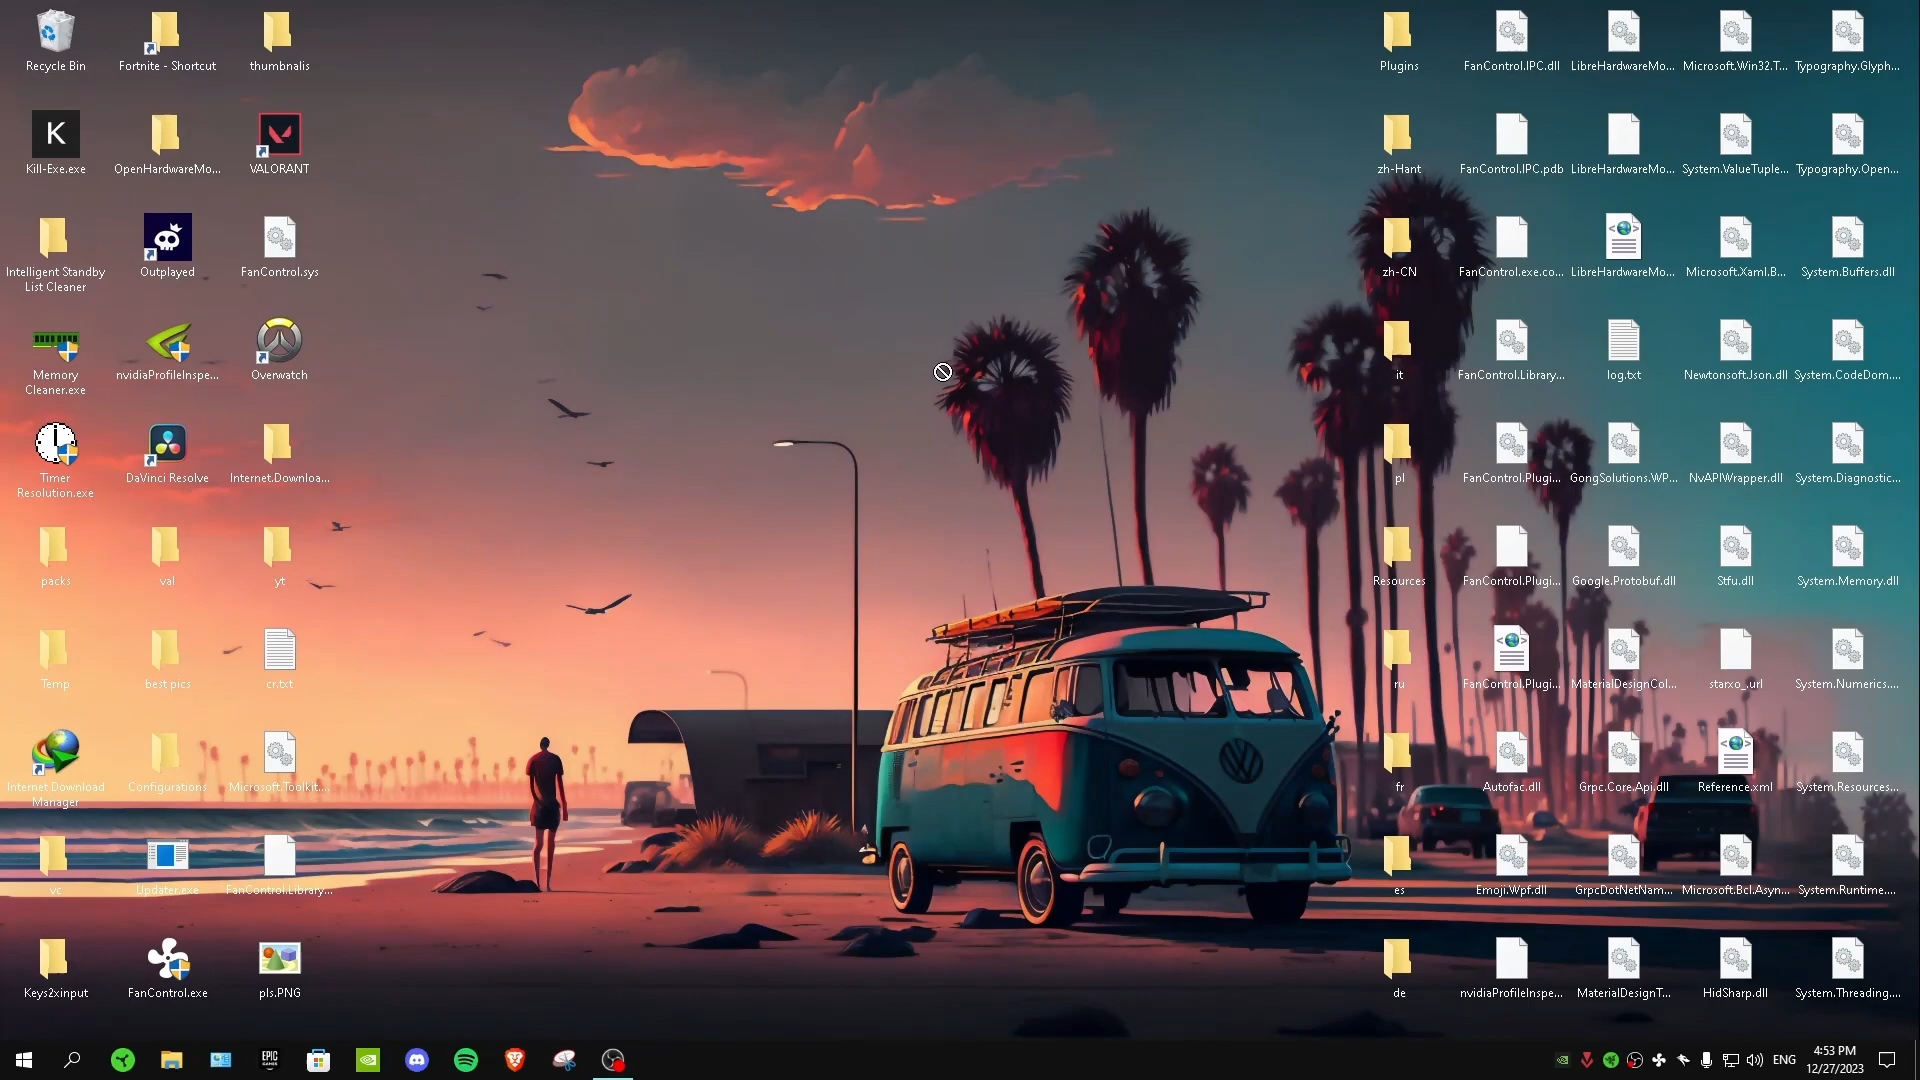 Recycle Bin
Fortnite - Shortcut
thumbnalis
Plugins
FanControl.IPC.dll
LibreHardwareMo...
Microsoft.Win32.T...
Typography.Glyph...
K
Kill-Exe.exe
OpenHardwareMo...
VALORANT
zh-Hant
FanControl.IPC.pdb
LibreHardwareMo...
System.ValueTuple...
Typography.Open...
Intelligent Standby
List Cleaner
Outplayed
FanControl.sys
zh-CN
FanControl.exe.co...
LibreHardwareMo...
Microsoft.Xaml.B...
System.Buffers.dll
Memory
Cleaner.exe
nvidiaProfileInspe...
Overwatch
it
FanControl.Library...
log.txt
Newtonsoft.Json.dll
System.CodeDom....
Timer
Resolution.exe
DaVinci Resolve
Internet.Downloa...
pl
FanControl.Plugi...
GongSolutions.WP...
NvAPIWrapper.dll
System.Diagnostic...
packs
val
yt
Resources
FanControl.Plugi...
Google.Protobuf.dll
Stfu.dll
System.Memory.dll
Temp
best pics
cr.txt
ru
FanControl.Plugi...
MaterialDesignCol...
starxo_.url
System.Numerics....
Internet Download
Manager
Configurations
Microsoft.Toolkit....
fr
Autofac.dll
Grpc.Core.Api.dll
Reference.xml
System.Resources...
vc
Updater.exe
FanControl.Library...
es
Emoji.Wpf.dll
GrpcDotNetNam...
Microsoft.Bcl.Asyn...
System.Runtime....
Keys2xinput
FanControl.exe
pls.PNG
de
nvidiaProfileInspe...
MaterialDesignT...
HidSharp.dll
System.Threading....
EPIC
GAMES
ENG
4:53 PM
12/27/2023